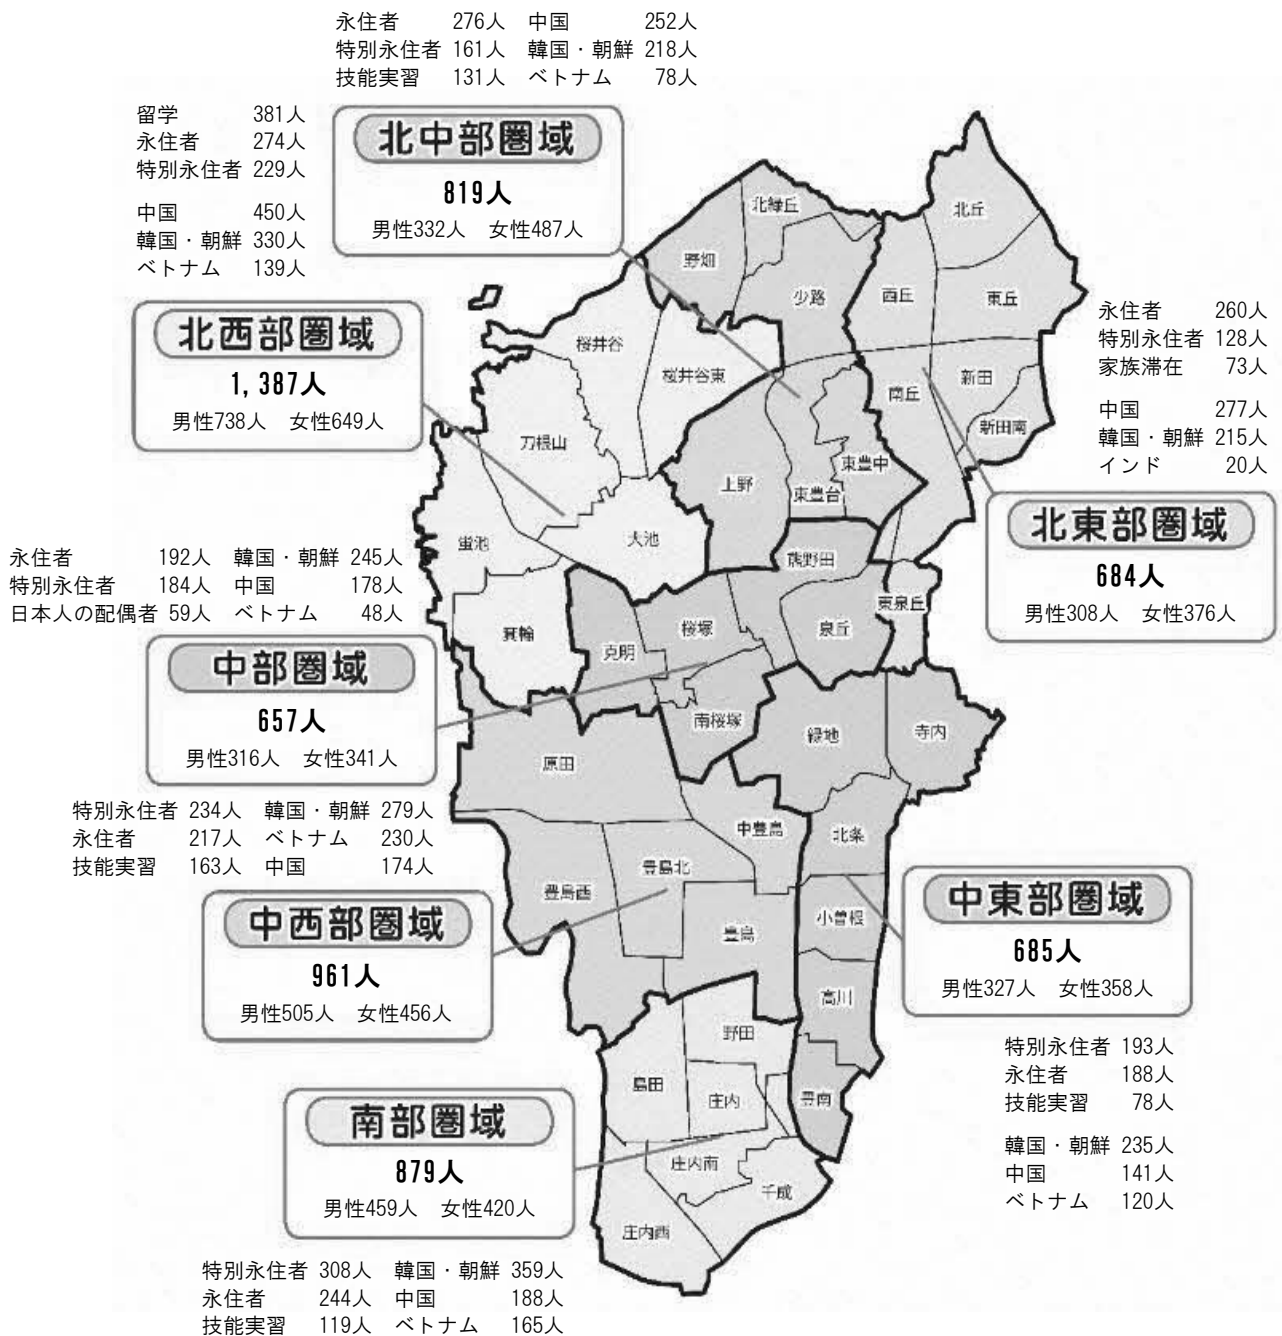 永住者 276人 中国 252人
特別永住者 161人 韓国・朝鮮 218人
技能実習 131人 ベトナム 78人
北中部圏域
819人
男性332人 女性487人
留学 381人
永住者 274人
特別永住者 229人
中国 450人
韓国・朝鮮 330人
ベトナム 139人
北西部圏域
1,387人
男性738人 女性649人
永住者 260人
特別永住者 128人
家族滞在 73人
中国 277人
韓国・朝鮮 215人
インド 20人
北東部圏域
684人
男性308人 女性376人
永住者 192人 韓国・朝鮮 245人
特別永住者 184人 中国 178人
日本人の配偶者 59人 ベトナム 48人
中部圏域
657人
男性316人 女性341人
特別永住者 234人 韓国・朝鮮 279人
永住者 217人 ベトナム 230人
技能実習 163人 中国 174人
中西部圏域
961人
男性505人 女性456人
中東部圏域
685人
男性327人 女性358人
特別永住者 193人
永住者 188人
技能実習 78人
韓国・朝鮮 235人
中国 141人
ベトナム 120人
南部圏域
879人
男性459人 女性420人
特別永住者 308人 韓国・朝鮮 359人
永住者 244人 中国 188人
技能実習 119人 ベトナム 165人
北丘
北緑丘
野畑
少路
西丘
東丘
桜井谷
桜井谷東
新田
南丘
新田南
刀根山
上野
東豊中
東豊台
蛍池
大池
熊野田
東泉丘
箕輪
克明
桜塚
泉丘
南桜塚
緑地
寺内
原田
中豊島
北条
豊島北
豊島西
小曽根
豊島
高川
野田
島田
庄内
豊南
庄内南
千成
庄内西